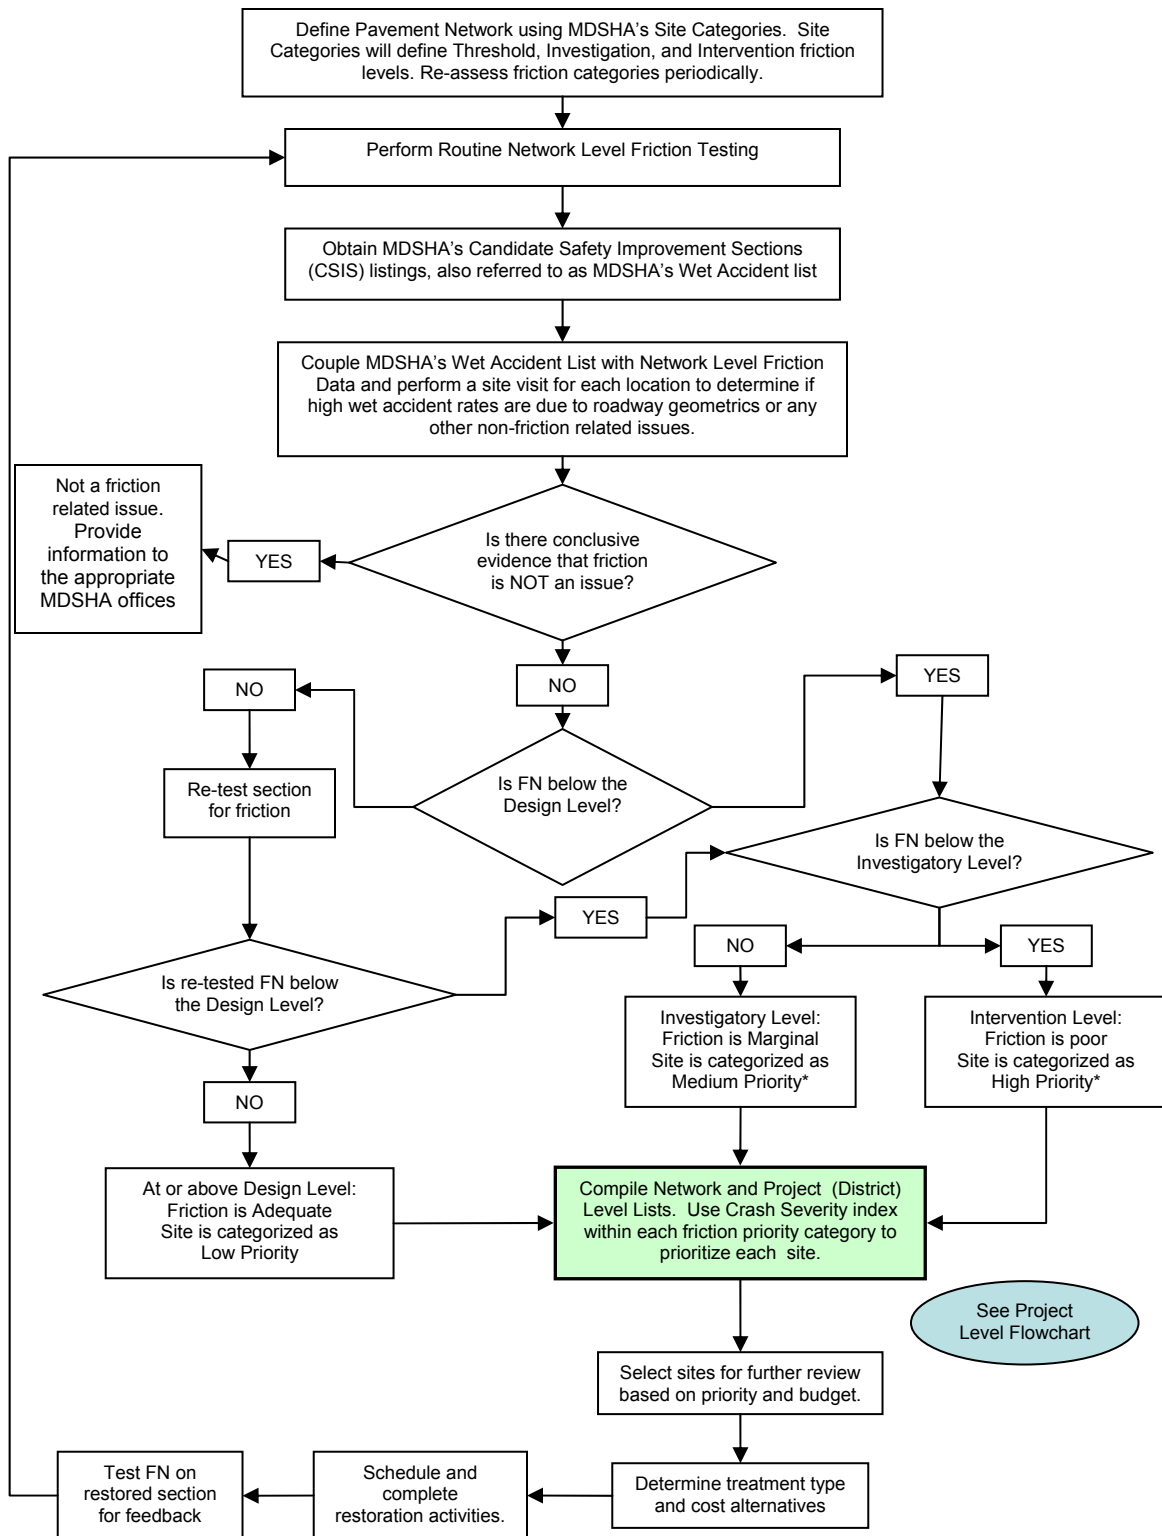 Define Pavement Network using MDSHA's Site Categories. Site
Categories will define Threshold, Investigation, and Intervention friction
levels. Re-assess friction categories periodically.
Perform Routine Network Level Friction Testing
Obtain MDSHA's Candidate Safety Improvement Sections
(CSIS) listings, also referred to as MDSHA's Wet Accident list
Couple MDSHA's Wet Accident List with Network Level Friction
Data and perform a site visit for each location to determine if
high wet accident rates are due to roadway geometrics or any
other non-friction related issues.
Not a friction
related issue.
Provide
information to
the appropriate
MDSHA offices
YES
Is there conclusive
evidence that friction
is NOT an issue?
NO
NO
YES
Re-test section
for friction
Is FN below the
Design Level?
Is FN below the
Investigatory Level?
YES
NO
YES
Is re-tested FN below
the Design Level?
Investigatory Level:
Friction is Marginal
Site is categorized as
Medium Priority*
Intervention Level:
Friction is poor
Site is categorized as
High Priority*
NO
At or above Design Level:
Friction is Adequate
Site is categorized as
Low Priority
Compile Network and Project (District)
Level Lists. Use Crash Severity index
within each friction priority category to
prioritize each site.
See Project
Level Flowchart
Select sites for further review
based on priority and budget.
Test FN on
restored section
for feedback
Schedule and
complete
restoration activities.
Determine treatment type
and cost alternatives